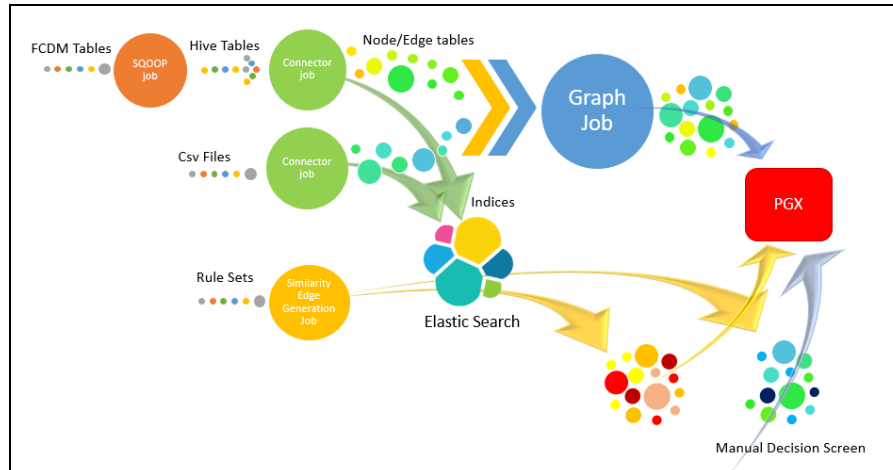 FCDM Tables
SQOOP
job
Hive Tables
Connector
job
Node/Edge tables
Graph
Job
Csv Files
Connector
job
Indices
PGX
Rule Sets
Similarity
Edge
Generation
Job
Elastic Search
Manual Decision Screen